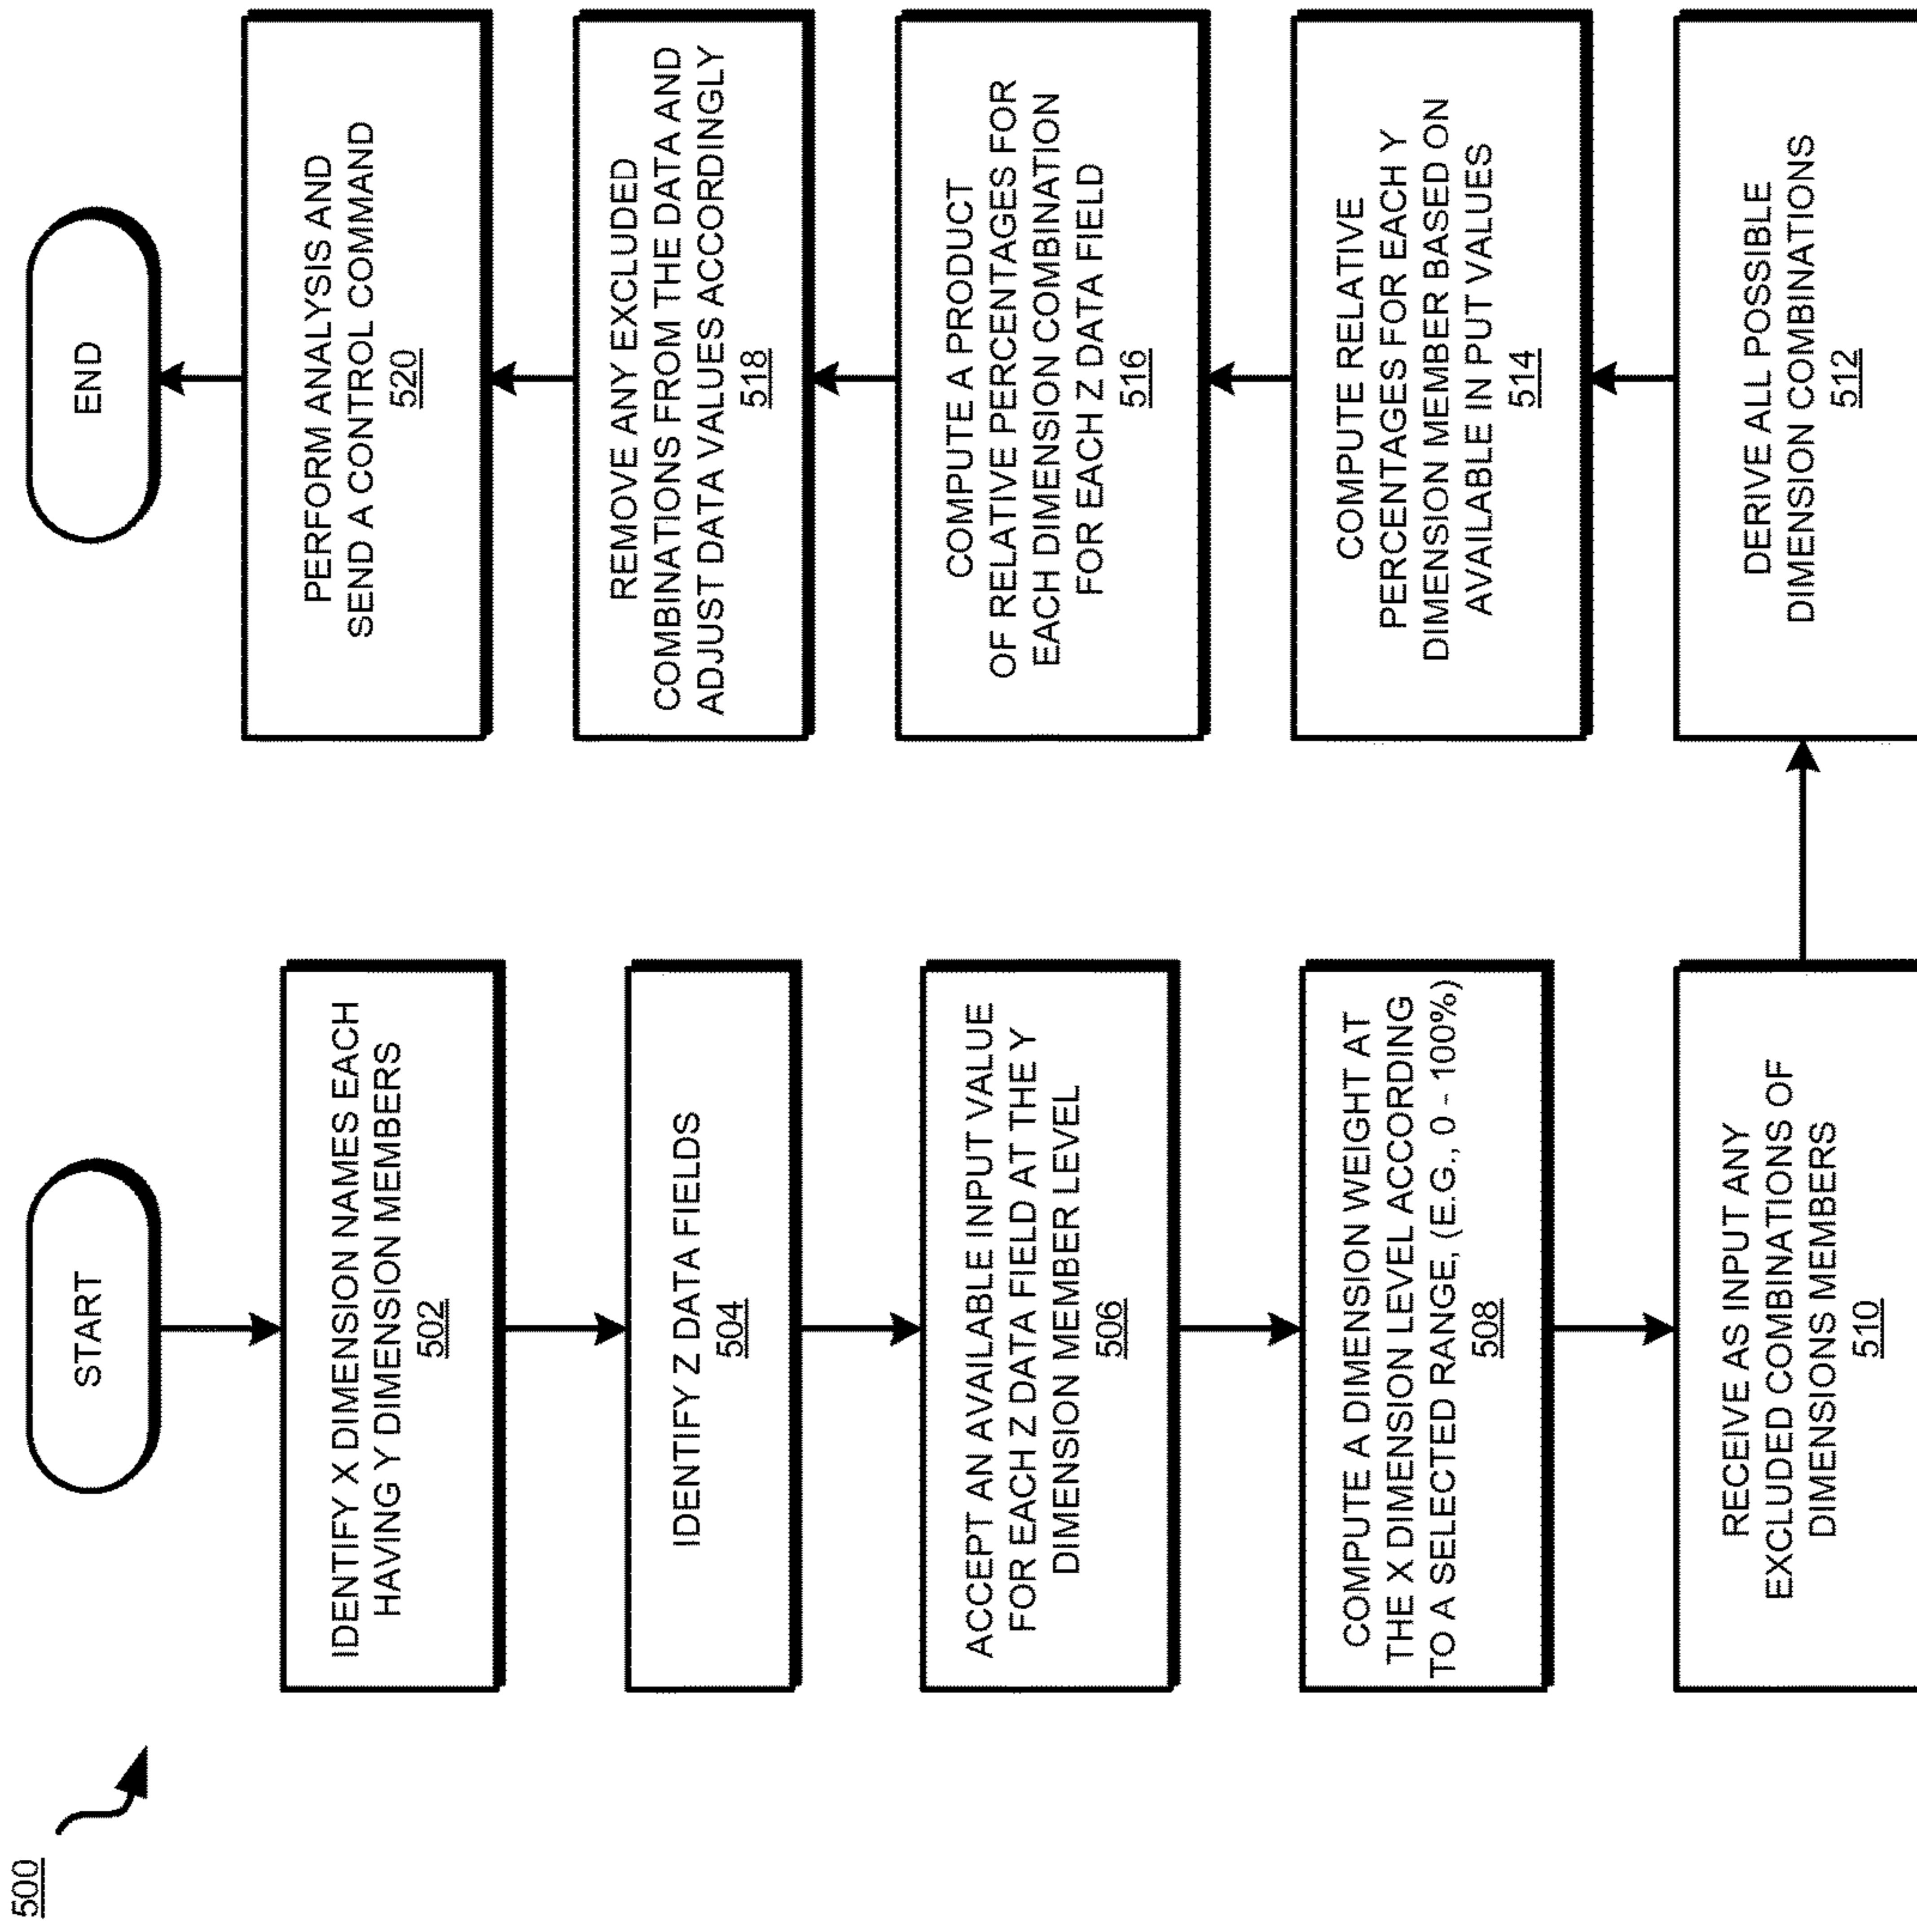 500
START
IDENTIFY X DIMENSION NAMES EACH
HAVING Y DIMENSION MEMBERS
502
IDENTIFY Z DATA FIELDS
504
ACCEPT AN AVAILABLE INPUT VALUE
FOR EACH Z DATA FIELD AT THE Y
DIMENSION MEMBER LEVEL
506
COMPUTE A DIMENSION WEIGHT AT
THE X DIMENSION LEVEL ACCORDING
TO A SELECTED RANGE, (E.G., 0 - 100%)
508
RECEIVE AS INPUT ANY
EXCLUDED COMBINATIONS OF
DIMENSIONS MEMBERS
510
DERIVE ALL POSSIBLE
DIMENSION COMBINATIONS
512
COMPUTE RELATIVE
PERCENTAGES FOR EACH Y
DIMENSION MEMBER BASED ON
AVAILABLE IN PUT VALUES
514
COMPUTE A PRODUCT
OF RELATIVE PERCENTAGES FOR
EACH DIMENSION COMBINATION
FOR EACH Z DATA FIELD
516
REMOVE ANY EXCLUDED
COMBINATIONS FROM THE DATA AND
ADJUST DATA VALUES ACCORDINGLY
518
PERFORM ANALYSIS AND
SEND A CONTROL COMMAND
520
END